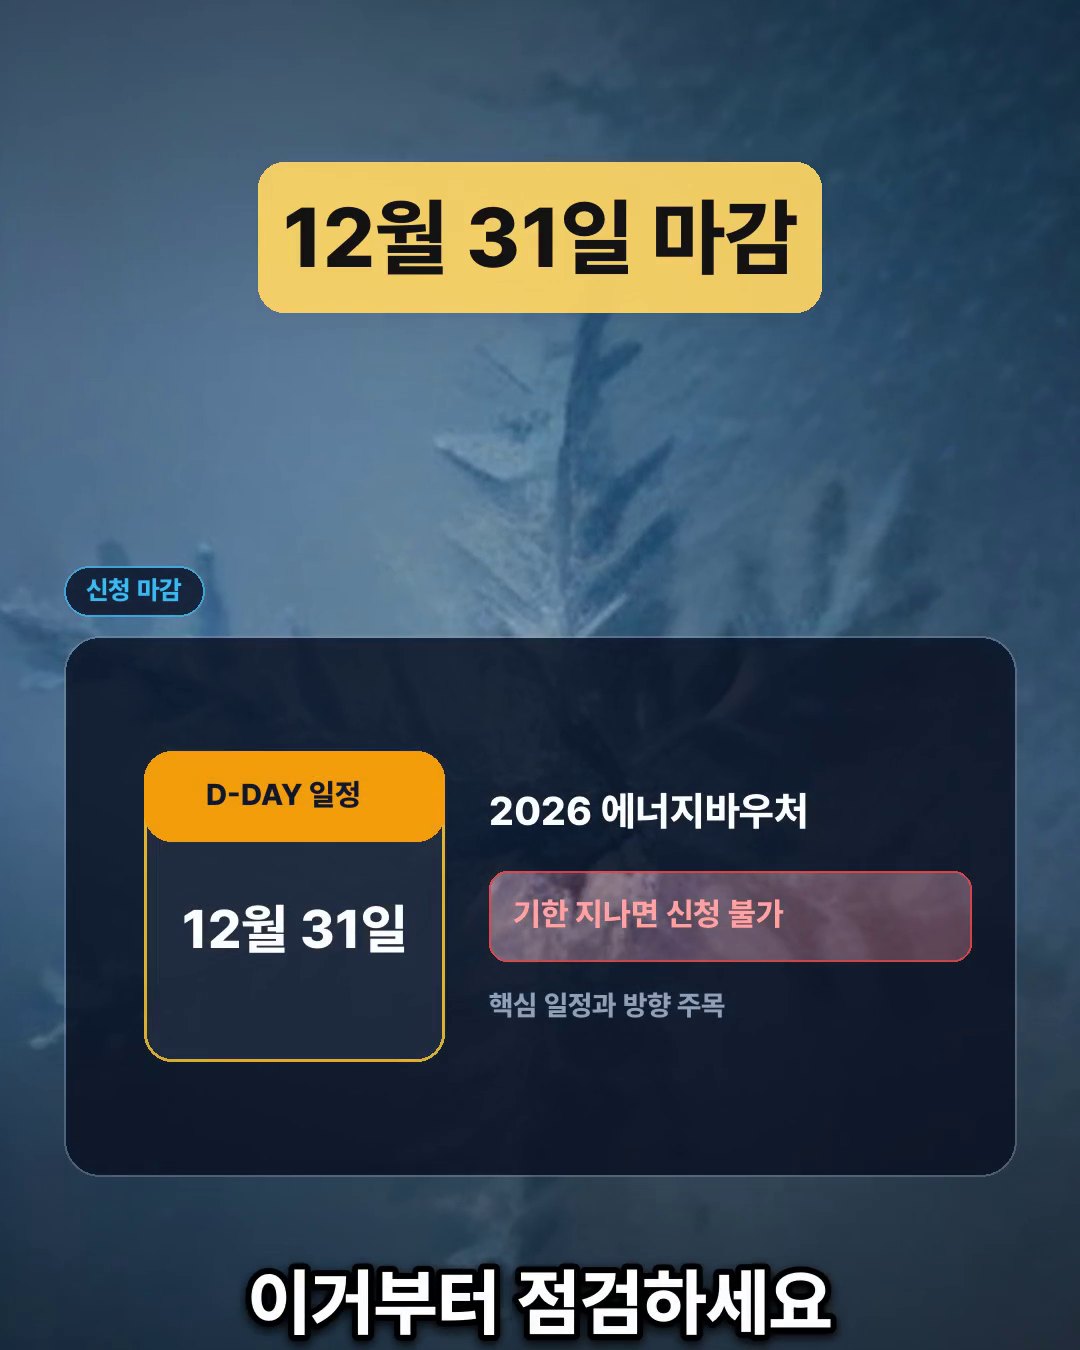 12월 31일 마감
신청 마감
D-DAY 일정
12월 31일
2026 에너지바우처
기한 지나면 신청 불가
핵심 일정과 방향 주목
이거부터 점검하세요